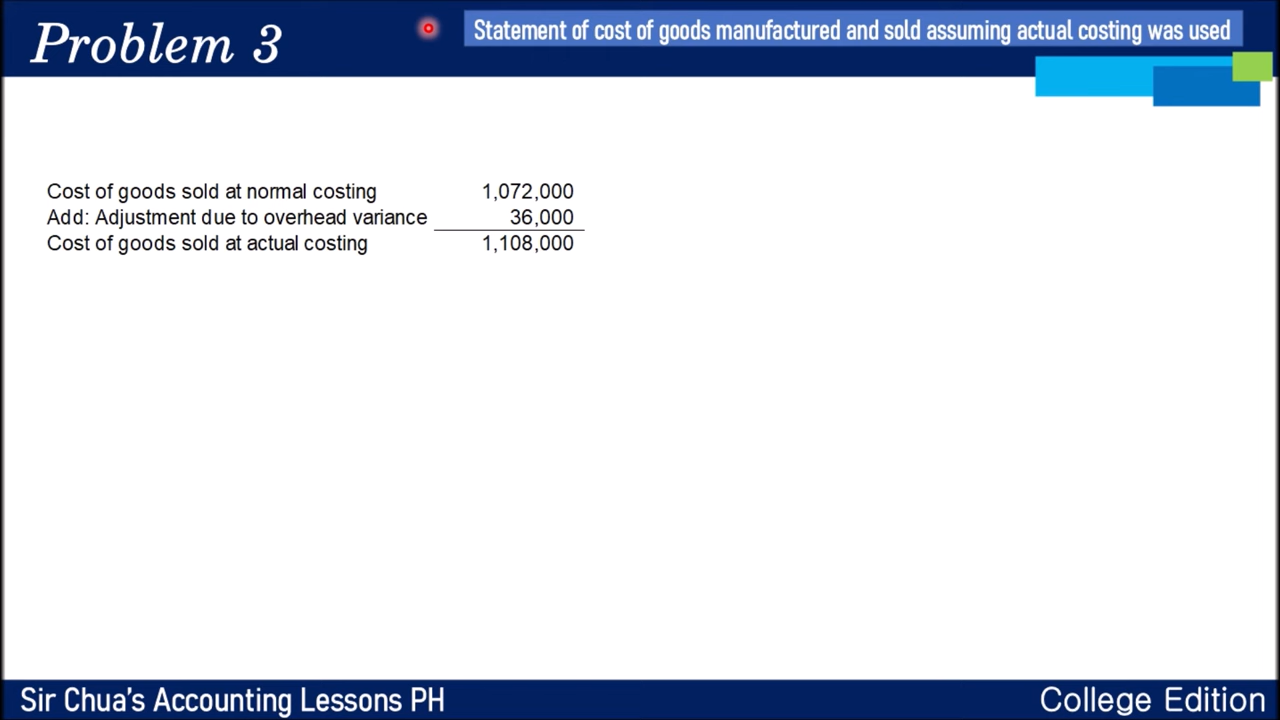 Problem 3
Statement of cost of goods manufactured and sold assuming actual costing was used
Cost of goods sold at normal costing 1,072,000
Add: Adjustment due to overhead variance 36,000
Cost of goods sold at actual costing 1,108,000
Sir Chua's Accounting Lessons PH
College Edition